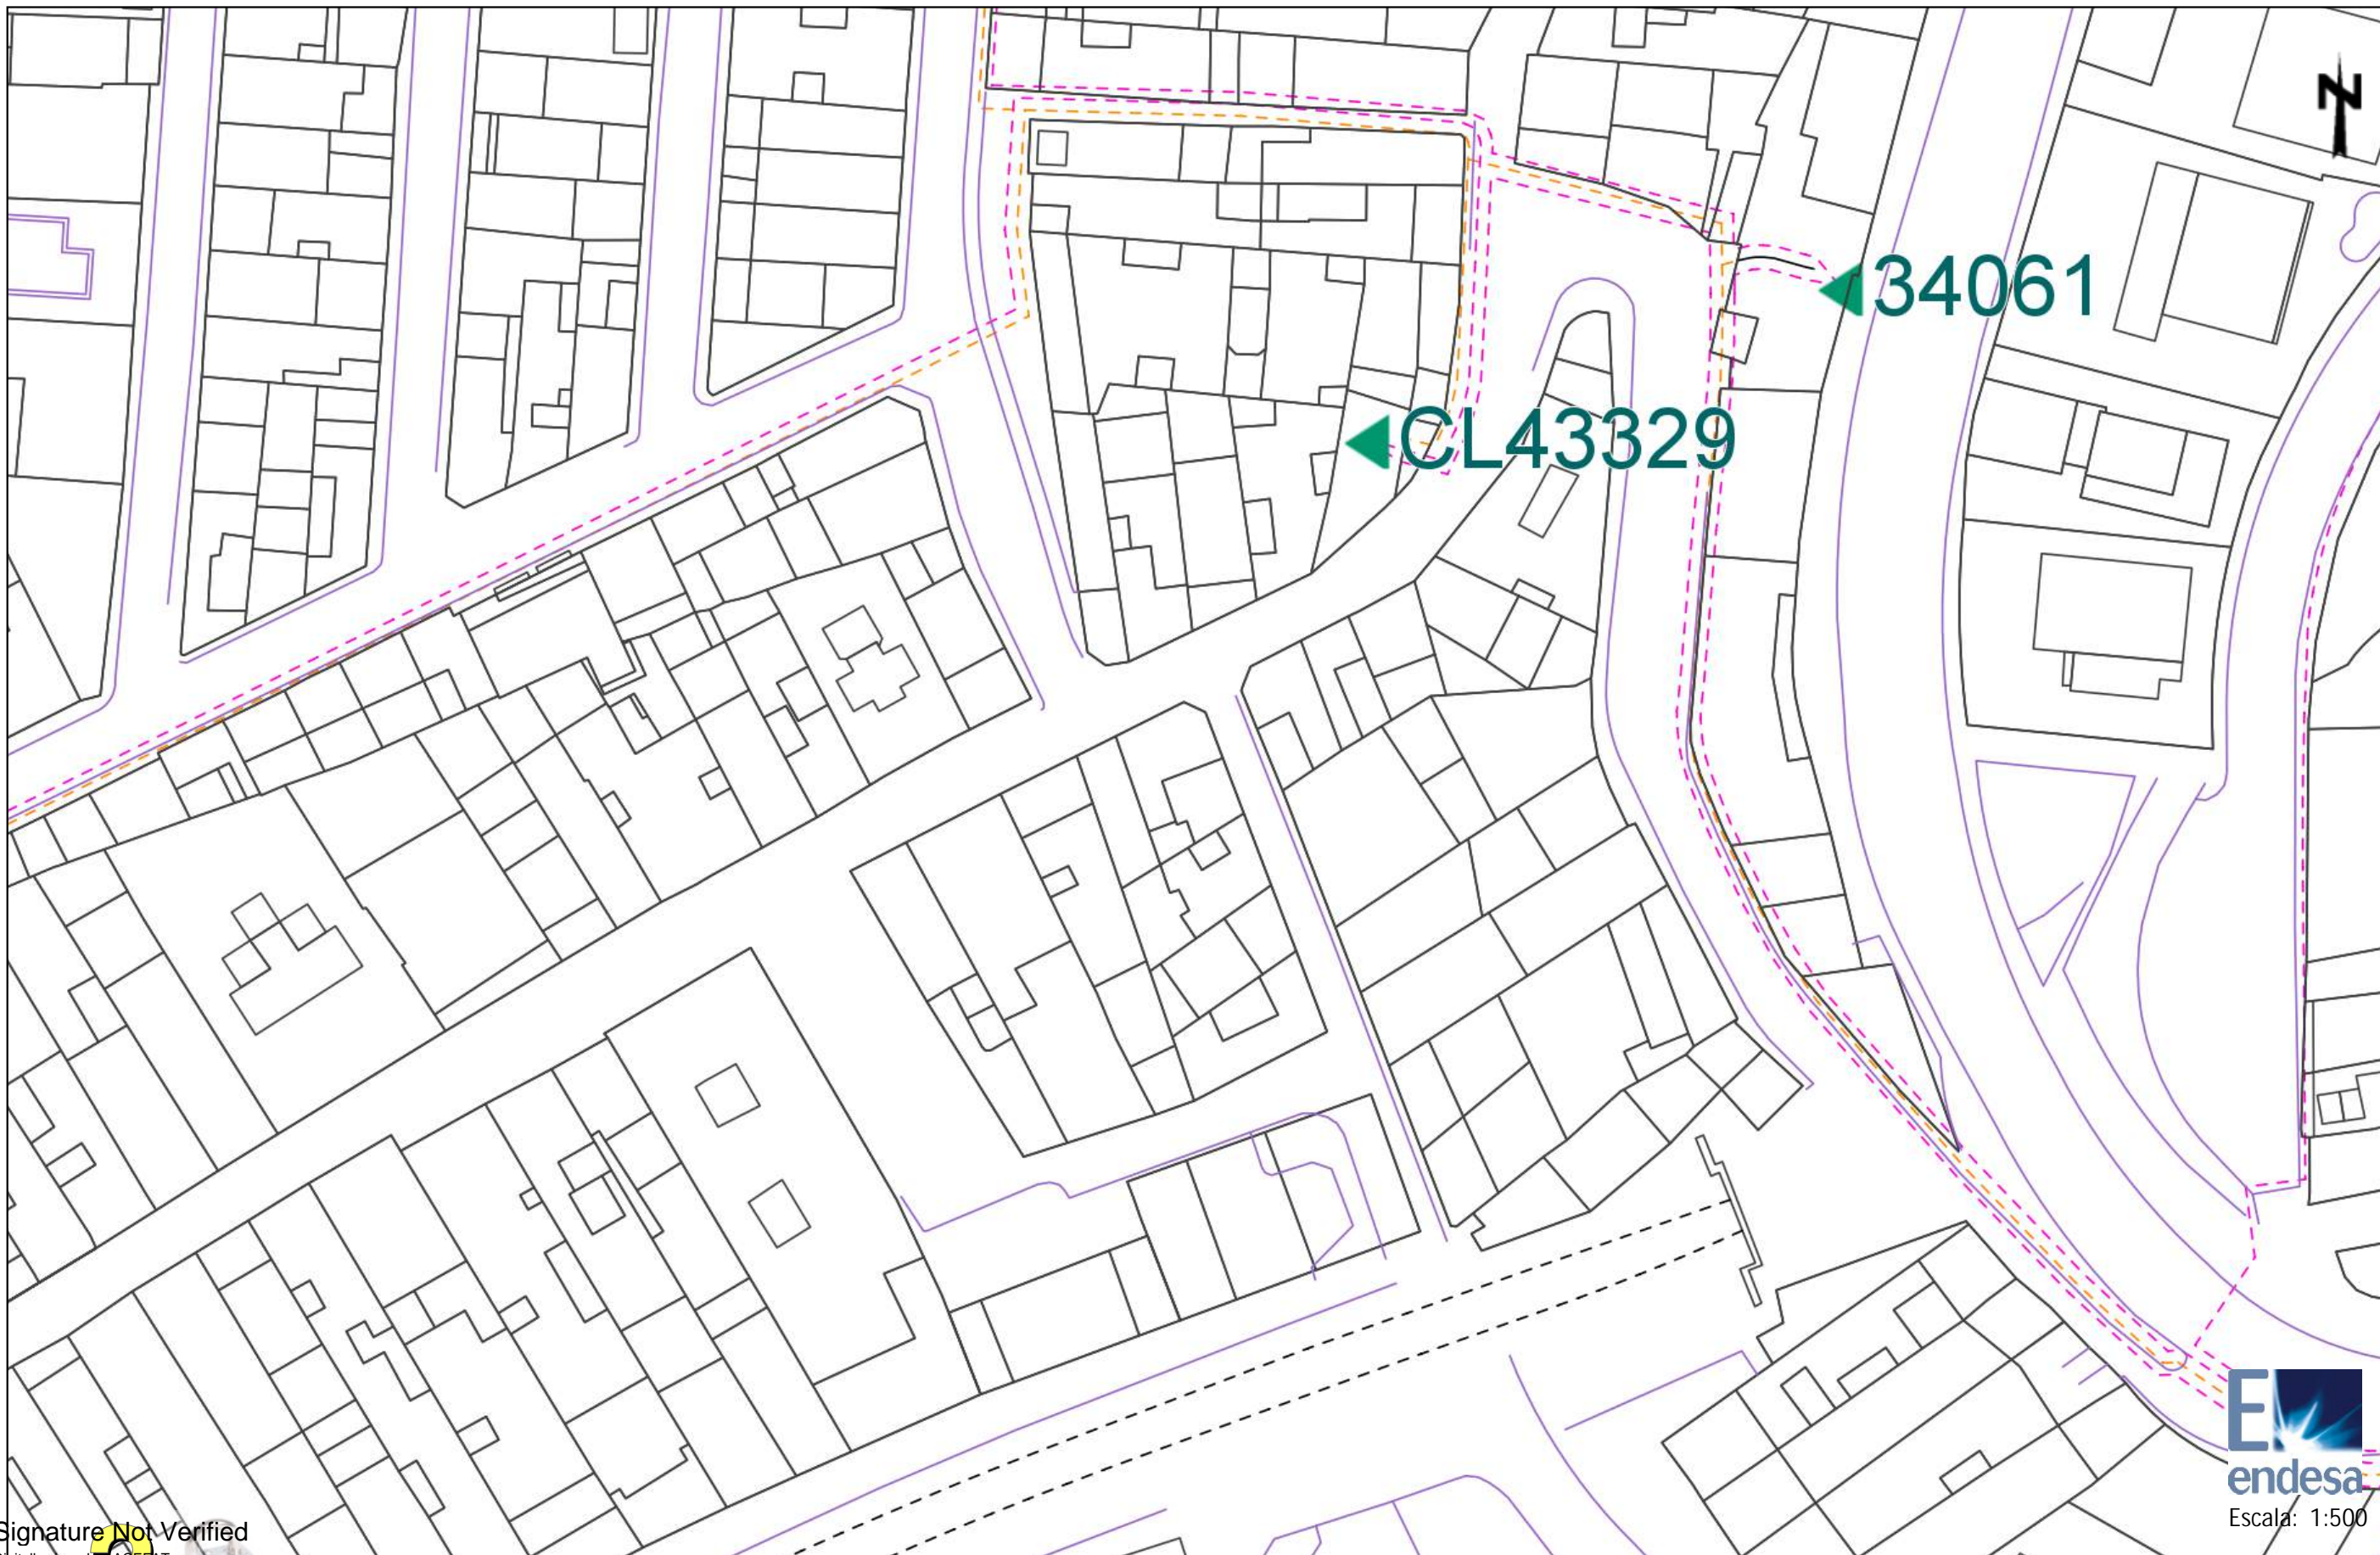 N
34061
CL43329
endesa
Escala: 1:500
Signature Not Verified